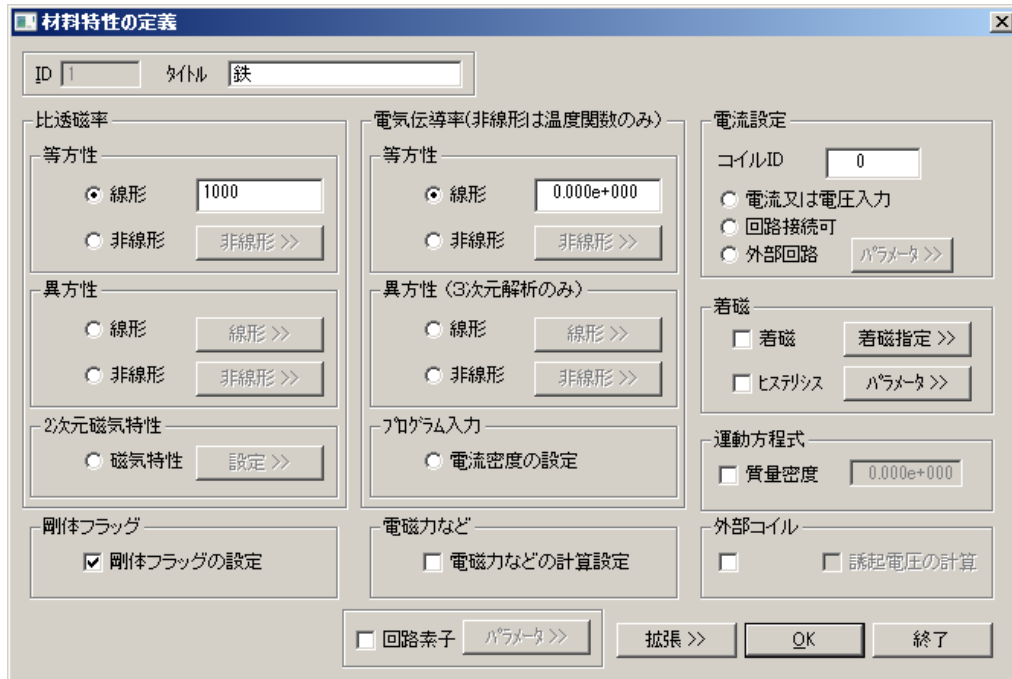 材料特性の定義
ID 1 タイトル 鉄
比透磁率
等方性
線形 1000
非線形 非線形 >>
異方性
線形 線形 >>
非線形 非線形 >>
2次元磁気特性
磁気特性 設定 >>
電気伝導率(非線形は温度関数のみ)
等方性
線形 0.000e+000
非線形 非線形 >>
異方性 (3次元解析のみ)
線形 線形 >>
非線形 非線形 >>
プログラム入力
電流密度の設定
電流設定
コイルID 0
電流又は電圧入力
回路接続可
外部回路 パラメータ >>
着磁
着磁 着磁指定 >>
ヒステリシス パラメータ >>
運動方程式
質量密度 0.000e+000
剛体フラッグ
剛体フラッグの設定
電磁力など
電磁力などの計算設定
外部コイル
誘起電圧の計算
回路素子 パラメータ >>
拡張 >>
OK
終了